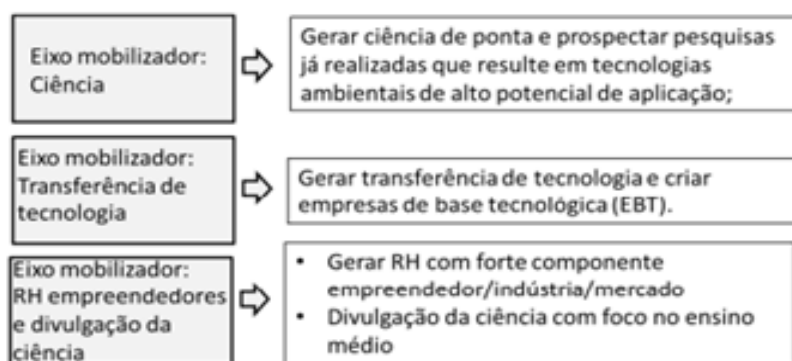 Eixo mobilizador:
Ciência
Gerar ciência de ponta e prospectar pesquisas
já realizadas que resulte em tecnologias
ambientais de alto potencial de aplicação;
Eixo mobilizador:
Transferência de
tecnologia
Gerar transferência de tecnologia e criar
empresas de base tecnológica (EBT).
Eixo mobilizador:
RH empreendedores
e divulgação da
ciência
• Gerar RH com forte componente
empreendedor/indústria/mercado
• Divulgação da ciência com foco no ensino
médio